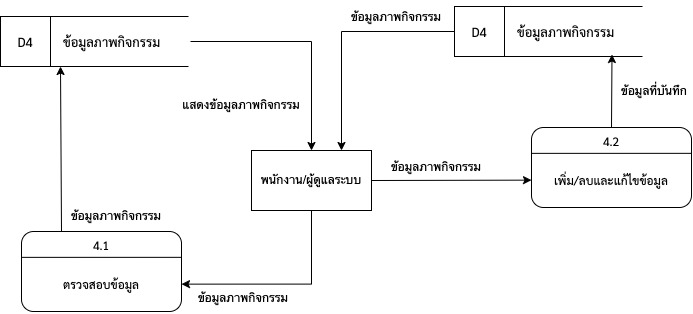 ข้อมูลภาพกิจกรรม
D4
ข้อมูลภาพกิจกรรม
D4
ข้อมูลภาพกิจกรรม
แสดงข้อมูลภาพกิจกรรม
ข้อมูลที่บันทึก
4.2
เพิ่ม/ลบและแก้ไขข้อมูล
ข้อมูลภาพกิจกรรม
พนักงาน/ผู้ดูแลระบบ
ข้อมูลภาพกิจกรรม
4.1
ตรวจสอบข้อมูล
ข้อมูลภาพกิจกรรม